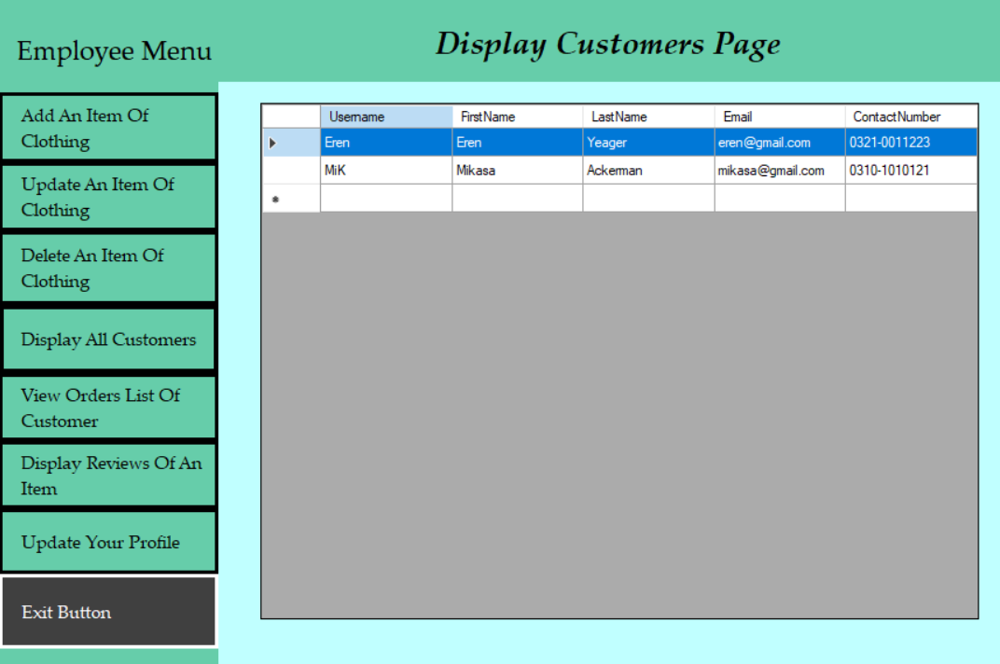 Employee Menu
Display Customers Page
Add An Item Of
Clothing
Update An Item Of
Clothing
Delete An Item Of
Clothing
Display All Customers
View Orders List Of
Customer
Display Reviews Of An
Item
Update Your Profile
Exit Button
Username FirstName LastName Email ContactNumber
Eren Eren Yeager eren@gmail.com 0321-0011223
MiK Mikasa Ackerman mikasa@gmail.com 0310-1010121